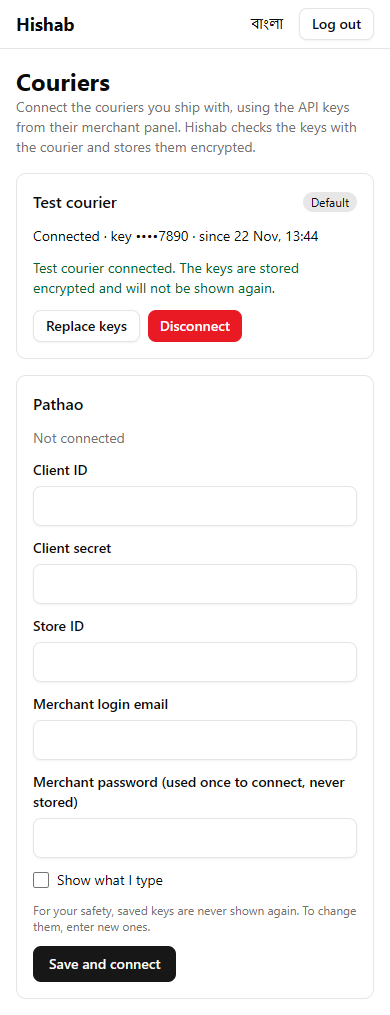 Hishab
বাংলা
Log out
Couriers
Connect the couriers you ship with, using the API keys
from their merchant panel. Hishab checks the keys with
the courier and stores them encrypted.
Test courier
Default
Connected · key ••••7890 · since 22 Nov, 13:44
Test courier connected. The keys are stored
encrypted and will not be shown again.
Replace keys
Disconnect
Pathao
Not connected
Client ID
Client secret
Store ID
Merchant login email
Merchant password (used once to connect, never
stored)
Show what I type
For your safety, saved keys are never shown again. To change
them, enter new ones.
Save and connect